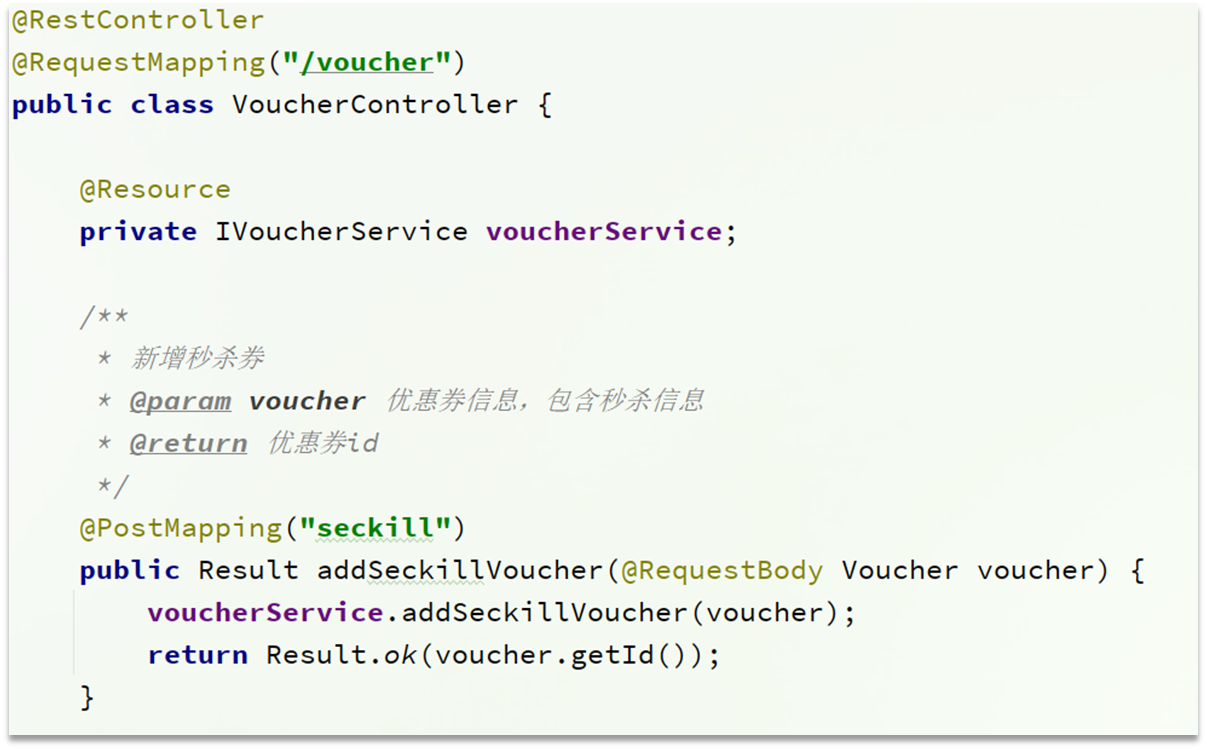 @RestController
@RequestMapping("/voucher")
public class VoucherController {
@Resource
private IVoucherService voucherService;
/**
* 新增秒杀券
* @param voucher 优惠券信息，包含秒杀信息
* @return 优惠券id
*/
@PostMapping("seckill")
public Result addSeckillVoucher(@RequestBody Voucher voucher) {
voucherService.addSeckillVoucher(voucher);
return Result.ok(voucher.getId());
}